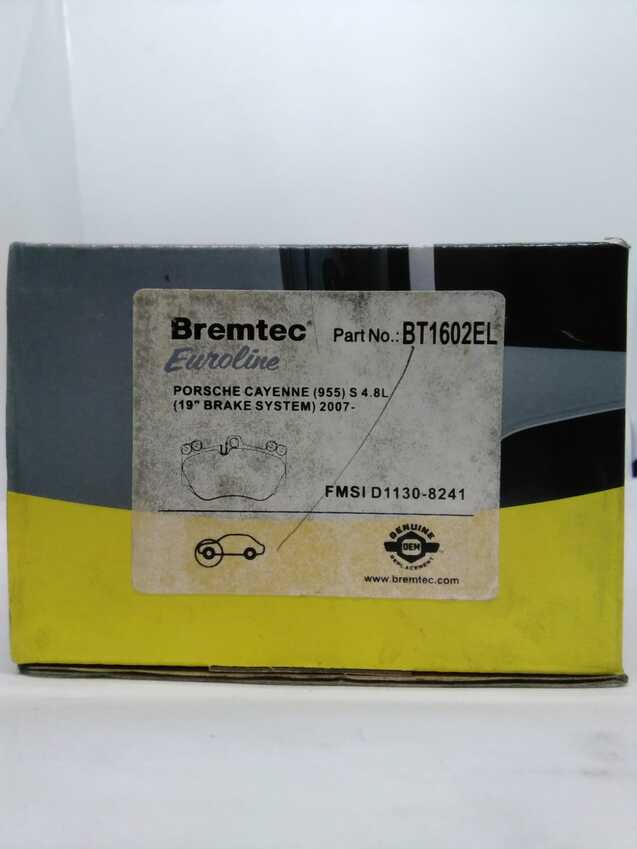 Bremtec®
Part No.: BT1602EL
Euroline
PORSCHE CAYENNE (955) S 4.8L
(19" BRAKE SYSTEM) 2007-
FMSI D1130-8241
GENUINE
OEM
REPLACEMENT
www.bremtec.com